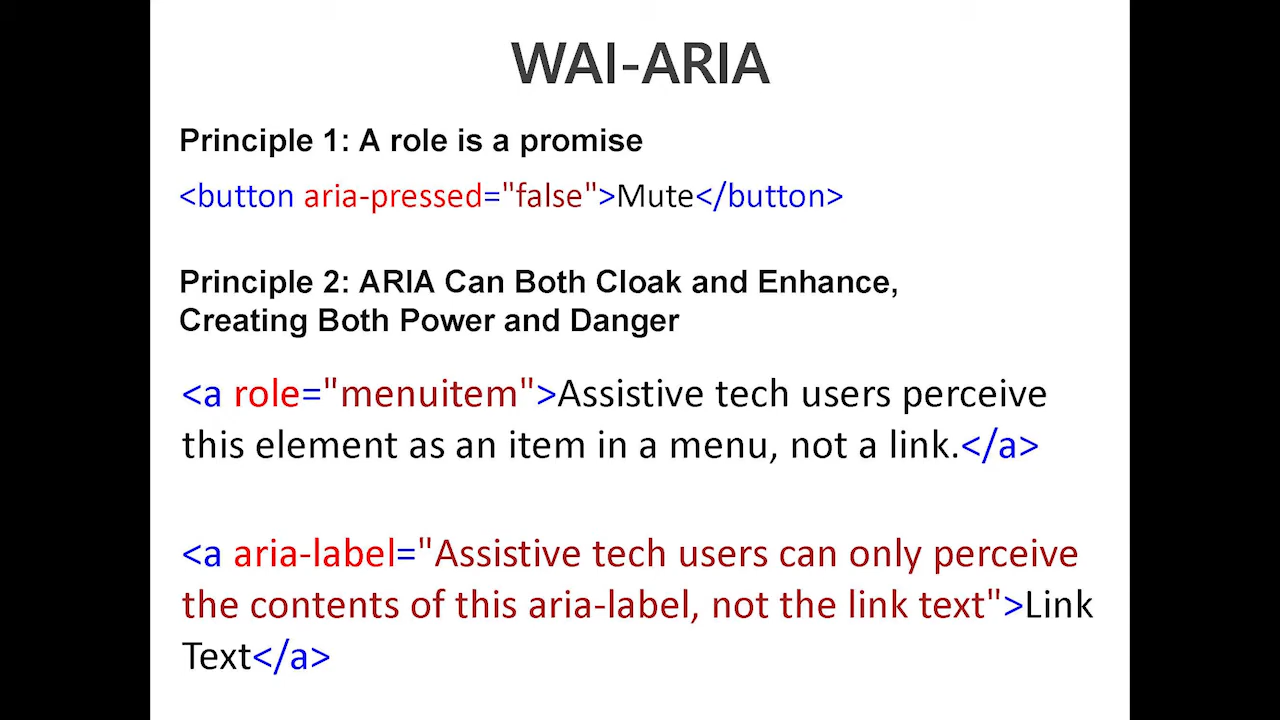 WAI-ARIA
Principle 1: A role is a promise
<button aria-pressed="false">Mute</button>
Principle 2: ARIA Can Both Cloak and Enhance,
Creating Both Power and Danger
<a role="menuitem">Assistive tech users perceive
this element as an item in a menu, not a link.</a>
<a aria-label="Assistive tech users can only perceive
the contents of this aria-label, not the link text">Link
Text</a>